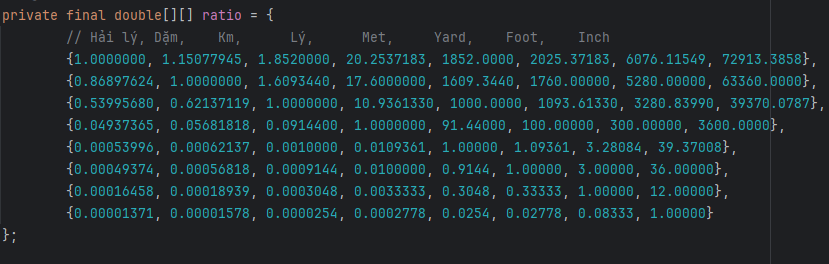 private final double[][] ratio = {
// Hải lý, Dặm, Km, Lý, Met, Yard, Foot, Inch
{1.0000000, 1.15077945, 1.8520000, 20.2537183, 1852.0000, 2025.37183, 6076.11549, 72913.3858},
{0.86897624, 1.0000000, 1.6093440, 17.6000000, 1609.3440, 1760.00000, 5280.00000, 63360.0000},
{0.53995680, 0.62137119, 1.0000000, 10.9361330, 1000.0000, 1093.61330, 3280.83990, 39370.0787},
{0.04937365, 0.05681818, 0.0914400, 1.0000000, 91.44000, 100.00000, 300.00000, 3600.0000},
{0.00053996, 0.00062137, 0.0010000, 0.0109361, 1.00000, 1.09361, 3.28084, 39.37008},
{0.00049374, 0.00056818, 0.0009144, 0.0100000, 0.9144, 1.00000, 3.00000, 36.00000},
{0.00016458, 0.00018939, 0.0003048, 0.0033333, 0.3048, 0.33333, 1.00000, 12.00000},
{0.00001371, 0.00001578, 0.0000254, 0.0002778, 0.0254, 0.02778, 0.08333, 1.00000}
};